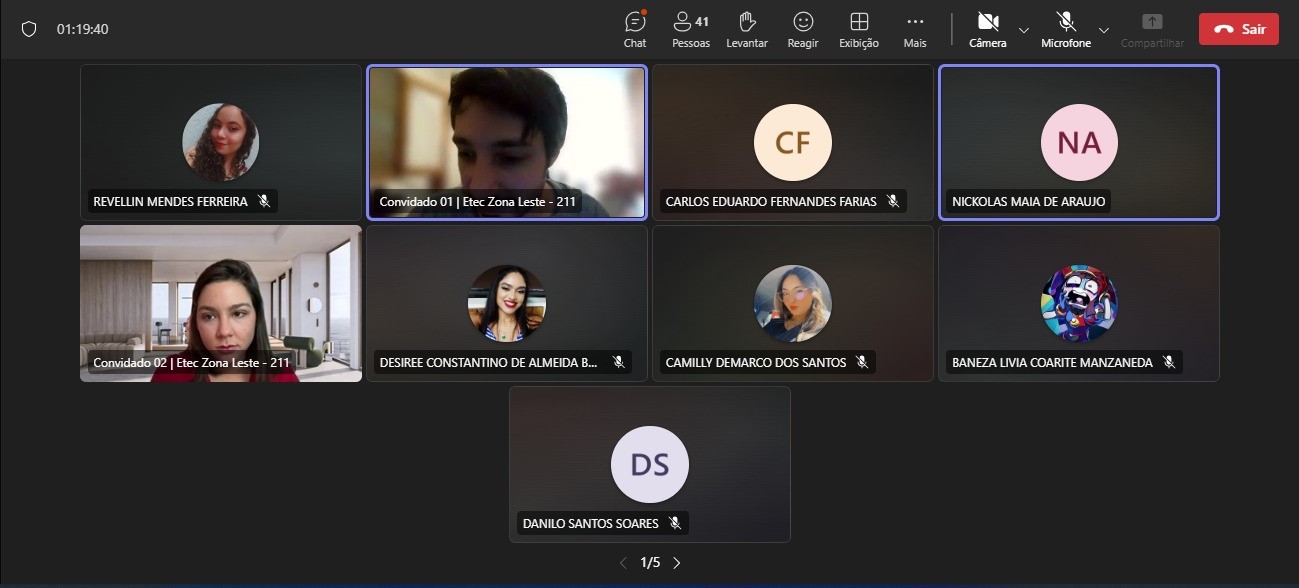 01:19:40
Chat
41
Pessoas
Levantar
Reagir
Exibição
Mais
Câmera
Microfone
Compartilhar
Sair
REVELLIN MENDES FERREIRA
Convidado 01 | Etec Zona Leste - 211
CF
CARLOS EDUARDO FERNANDES FARIAS
NA
NICKOLAS MAIA DE ARAUJO
Convidado 02 | Etec Zona Leste - 211
DESIREE CONSTANTINO DE ALMEIDA B...
CAMILLY DEMARCO DOS SANTOS
BANEZA LIVIA COARITE MANZANEDA
DS
DANILO SANTOS SOARES
1/5